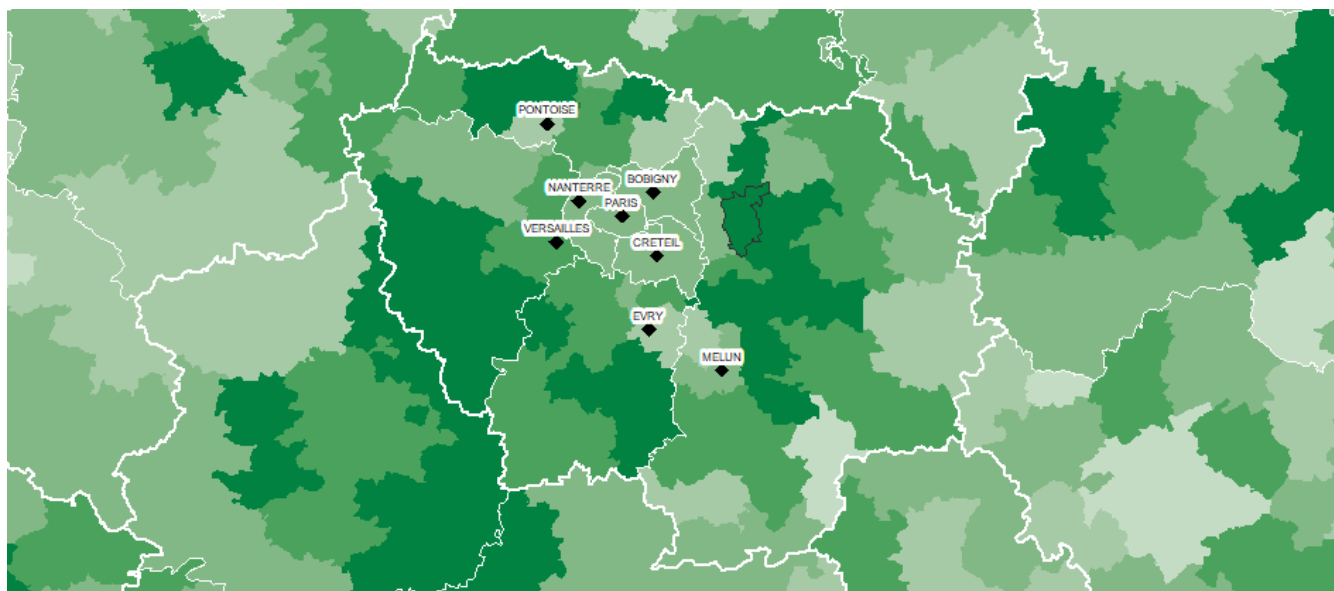 PONTOISE
BOBIGNY
NANTERRE
PARIS
VERSAILLES
CRETEIL
EVRY
MELUN